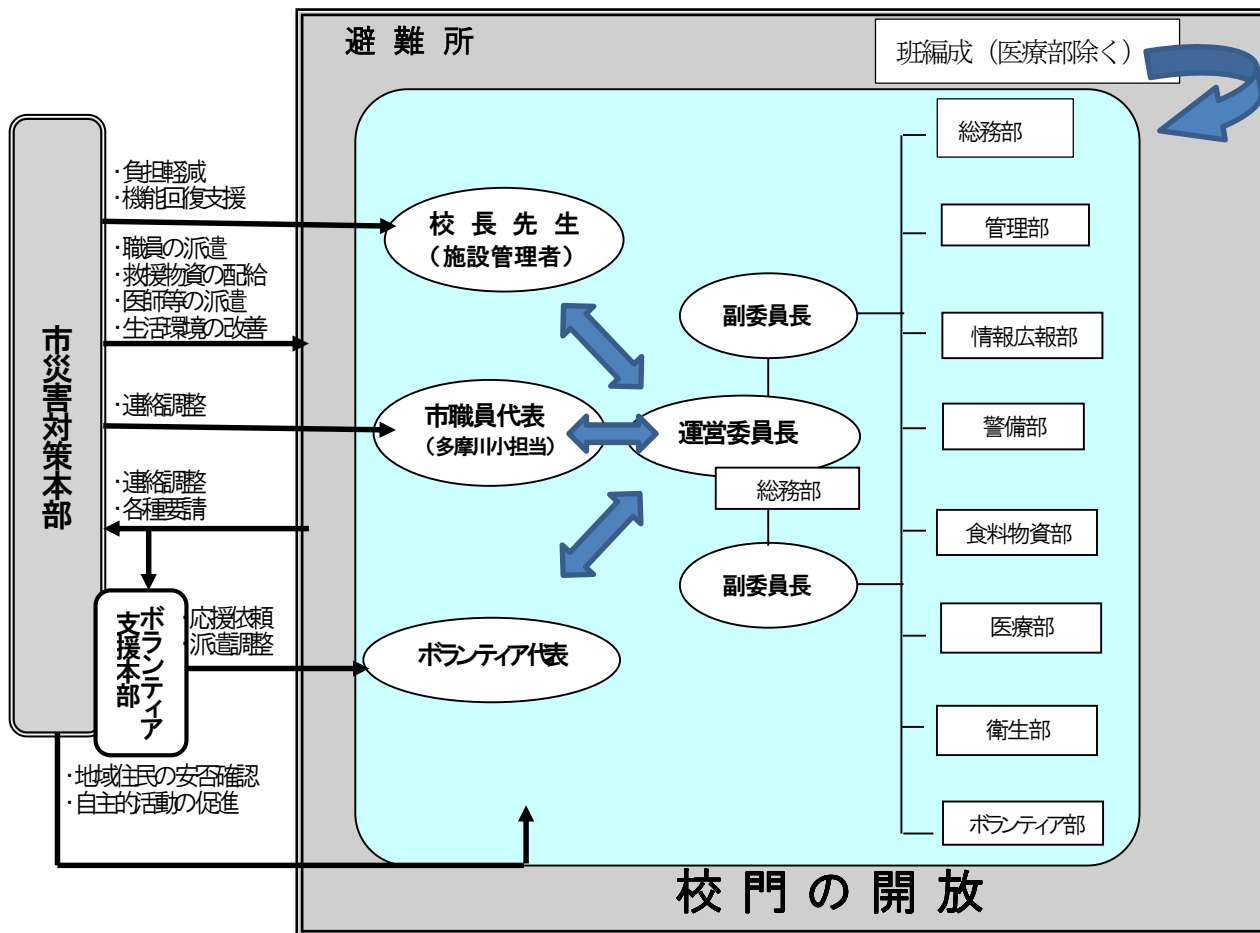 避難所
班編成（医療部除く）
市災害対策本部
・負担軽減
・機能回復支援
・職員の派遣
・救援物資の配給
・医師等の派遣
・生活環境の改善
・連絡調整
・連絡調整
・各種要請
ボランティア
支援本部
・応援依頼
・派遣調整
・地域住民の安否確認
・自主的活動の促進
校長先生
（施設管理者）
市職員代表
（多摩川小担当）
ボランティア代表
副委員長
運営委員長
総務部
副委員長
総務部
管理部
情報広報部
警備部
食料物資部
医療部
衛生部
ボランティア部
校門の開放